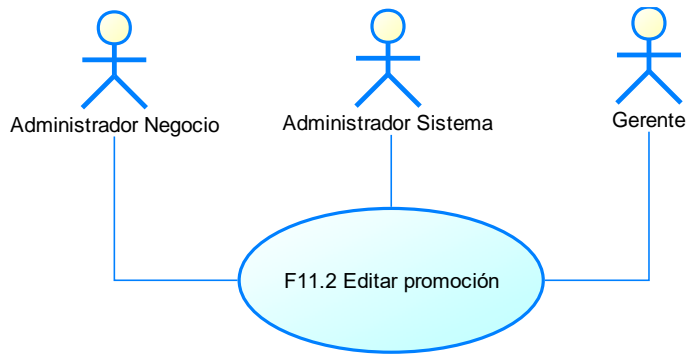 Administrador Negocio
Administrador Sistema
Gerente
F11.2 Editar promoción